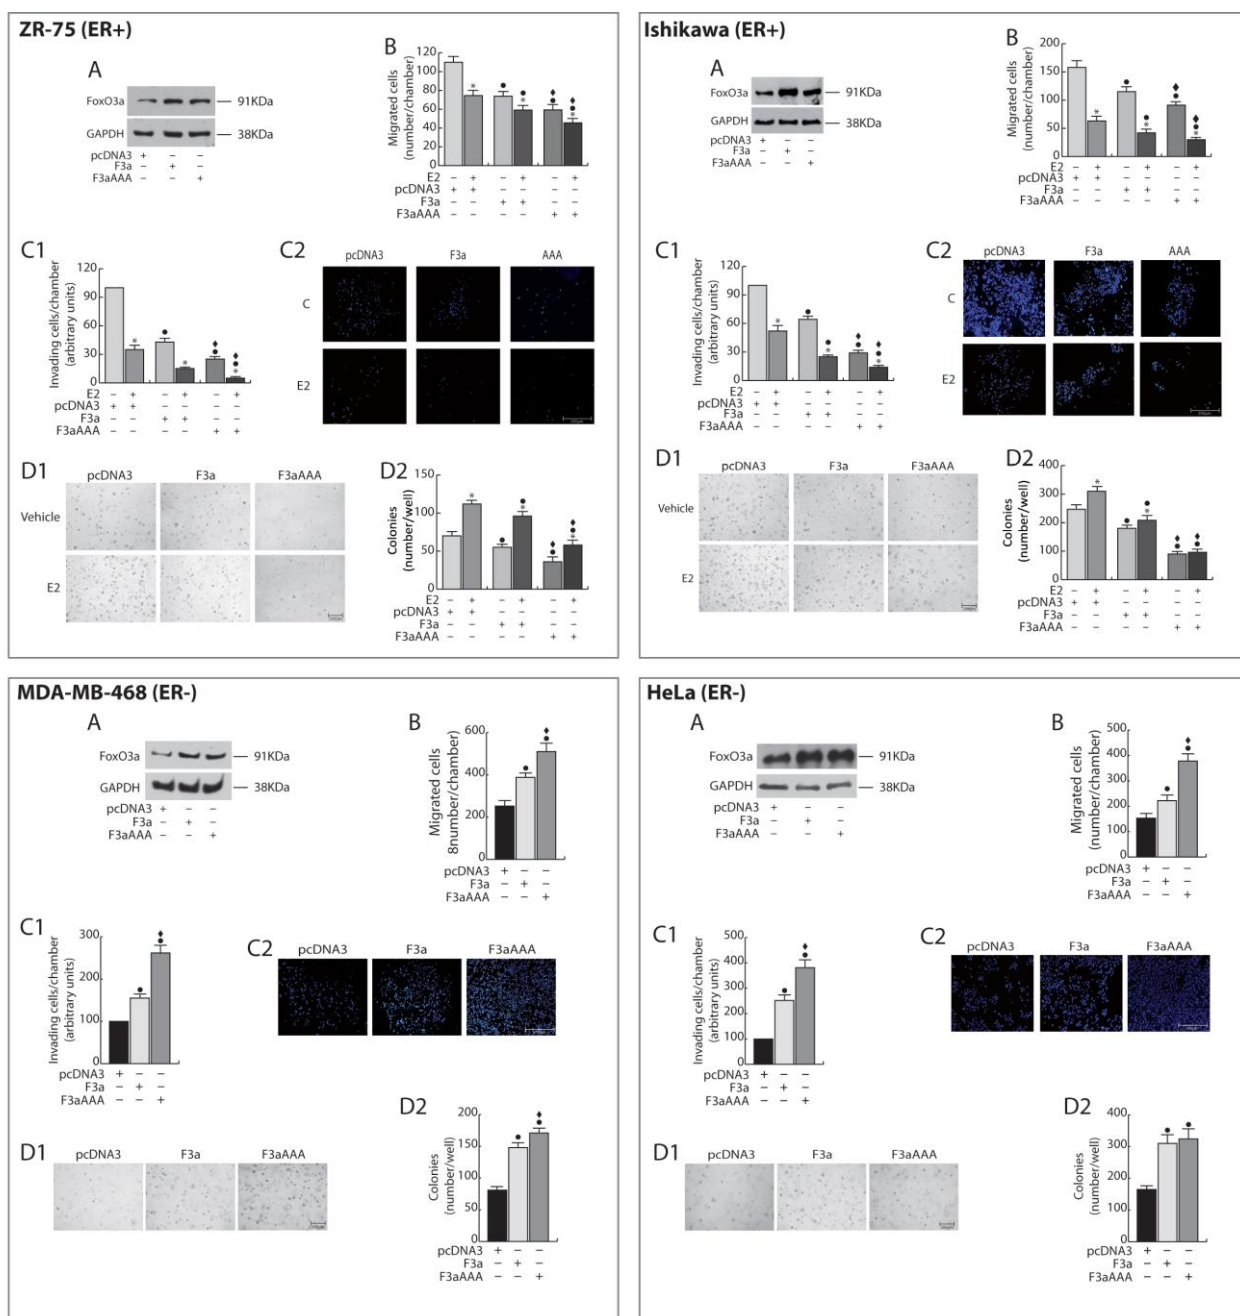 ZR-75 (ER+)
A
FoxO3a
91KDa
GAPDH
38KDa
pcDNA3 + – –
F3a – + –
F3aAAA – – +
B
Migrated cells
(number/chamber)
120
100
80
60
40
20
0
* ● ●* ♦● ♦●*
E2 – + – + – +
pcDNA3 + + – – – –
F3a – – + + – –
F3aAAA – – – – + +
C1
Invading cells/chamber
(arbitrary units)
120
90
60
30
0
* ● * ♦● ♦●*
E2 – + – + – +
pcDNA3 + + – – – –
F3a – – + + – –
F3aAAA – – – – + +
C2
pcDNA3 F3a AAA
C
E2
D1
pcDNA3 F3a F3aAAA
Vehicle
E2
D2
Colonies
(number/well)
150
100
50
0
* ● ●* ♦● ♦●*
E2 – + – + – +
pcDNA3 + + – – – –
F3a – – + + – –
F3aAAA – – – – + +
Ishikawa (ER+)
A
FoxO3a
91KDa
GAPDH
38KDa
pcDNA3 + – –
F3a – + –
F3aAAA – – +
B
Migrated cells
(number/chamber)
200
150
100
50
0
* ● ●* ♦● ♦●*
E2 – + – + – +
pcDNA3 + + – – – –
F3a – – + + – –
F3aAAA – – – – + +
C1
Invading cells/chamber
(arbitrary units)
120
90
60
30
0
* ● ●* ♦● ♦●*
E2 – + – + – +
pcDNA3 + + – – – –
F3a – – + + – –
F3aAAA – – – – + +
C2
pcDNA3 F3a AAA
C
E2
D1
pcDNA3 F3a F3aAAA
Vehicle
E2
D2
Colonies
(number/well)
400
300
200
100
0
* ● ●* ♦● ♦●
E2 – + – + – +
pcDNA3 + + – – – –
F3a – – + + – –
F3aAAA – – – – + +
MDA-MB-468 (ER-)
A
FoxO3a
91KDa
GAPDH
38KDa
pcDNA3 + – –
F3a – + –
F3aAAA – – +
B
Migrated cells
8number/chamber)
600
400
200
0
● ♦●
pcDNA3 + – –
F3a – + –
F3aAAA – – +
C1
Invading cells/chamber
(arbitrary units)
300
200
100
0
● ♦●
pcDNA3 + – –
F3a – + –
F3aAAA – – +
C2
pcDNA3 F3a F3aAAA
D1
pcDNA3 F3a F3aAAA
D2
Colonies
(number/well)
200
150
100
50
0
● ♦●
pcDNA3 + – –
F3a – + –
F3aAAA – – +
HeLa (ER-)
A
FoxO3a
91KDa
GAPDH
38KDa
pcDNA3 + – –
F3a – + –
F3aAAA – – +
B
Migrated cells
(number/chamber)
500
400
300
200
100
0
● ♦●
pcDNA3 + – –
F3a – + –
F3aAAA – – +
C1
Invading cells/chamber
(arbitrary units)
500
400
300
200
100
0
● ♦●
pcDNA3 + – –
F3a – + –
F3aAAA – – +
C2
pcDNA3 F3a F3aAAA
D1
pcDNA3 F3a F3aAAA
D2
Colonies
(number/well)
400
300
200
100
0
● ●
pcDNA3 + – –
F3a – + –
F3aAAA – – +